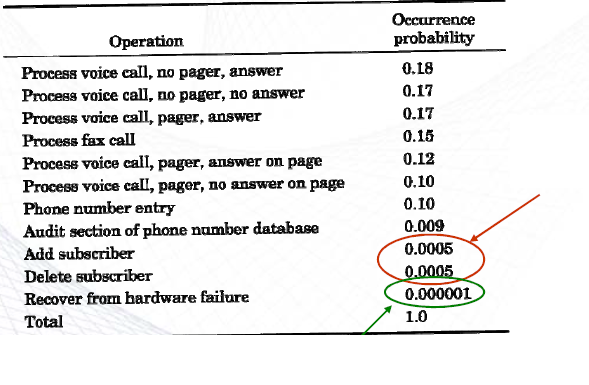 Occurrence
Operation probability
Process voice call, no pager, answer 0.18
Process voice call, no pager, no answer 0.17
Process voice call, pager, answer 0.17
Process fax call 0.15
Process voice call, pager, answer on page 0.12
Process voice call, pager, no answer on page 0.10
Phone number entry 0.10
Audit section of phone number database 0.009
Add subscriber 0.0005
Delete subscriber 0.0005
Recover from hardware failure 0.000001
Total 1.0